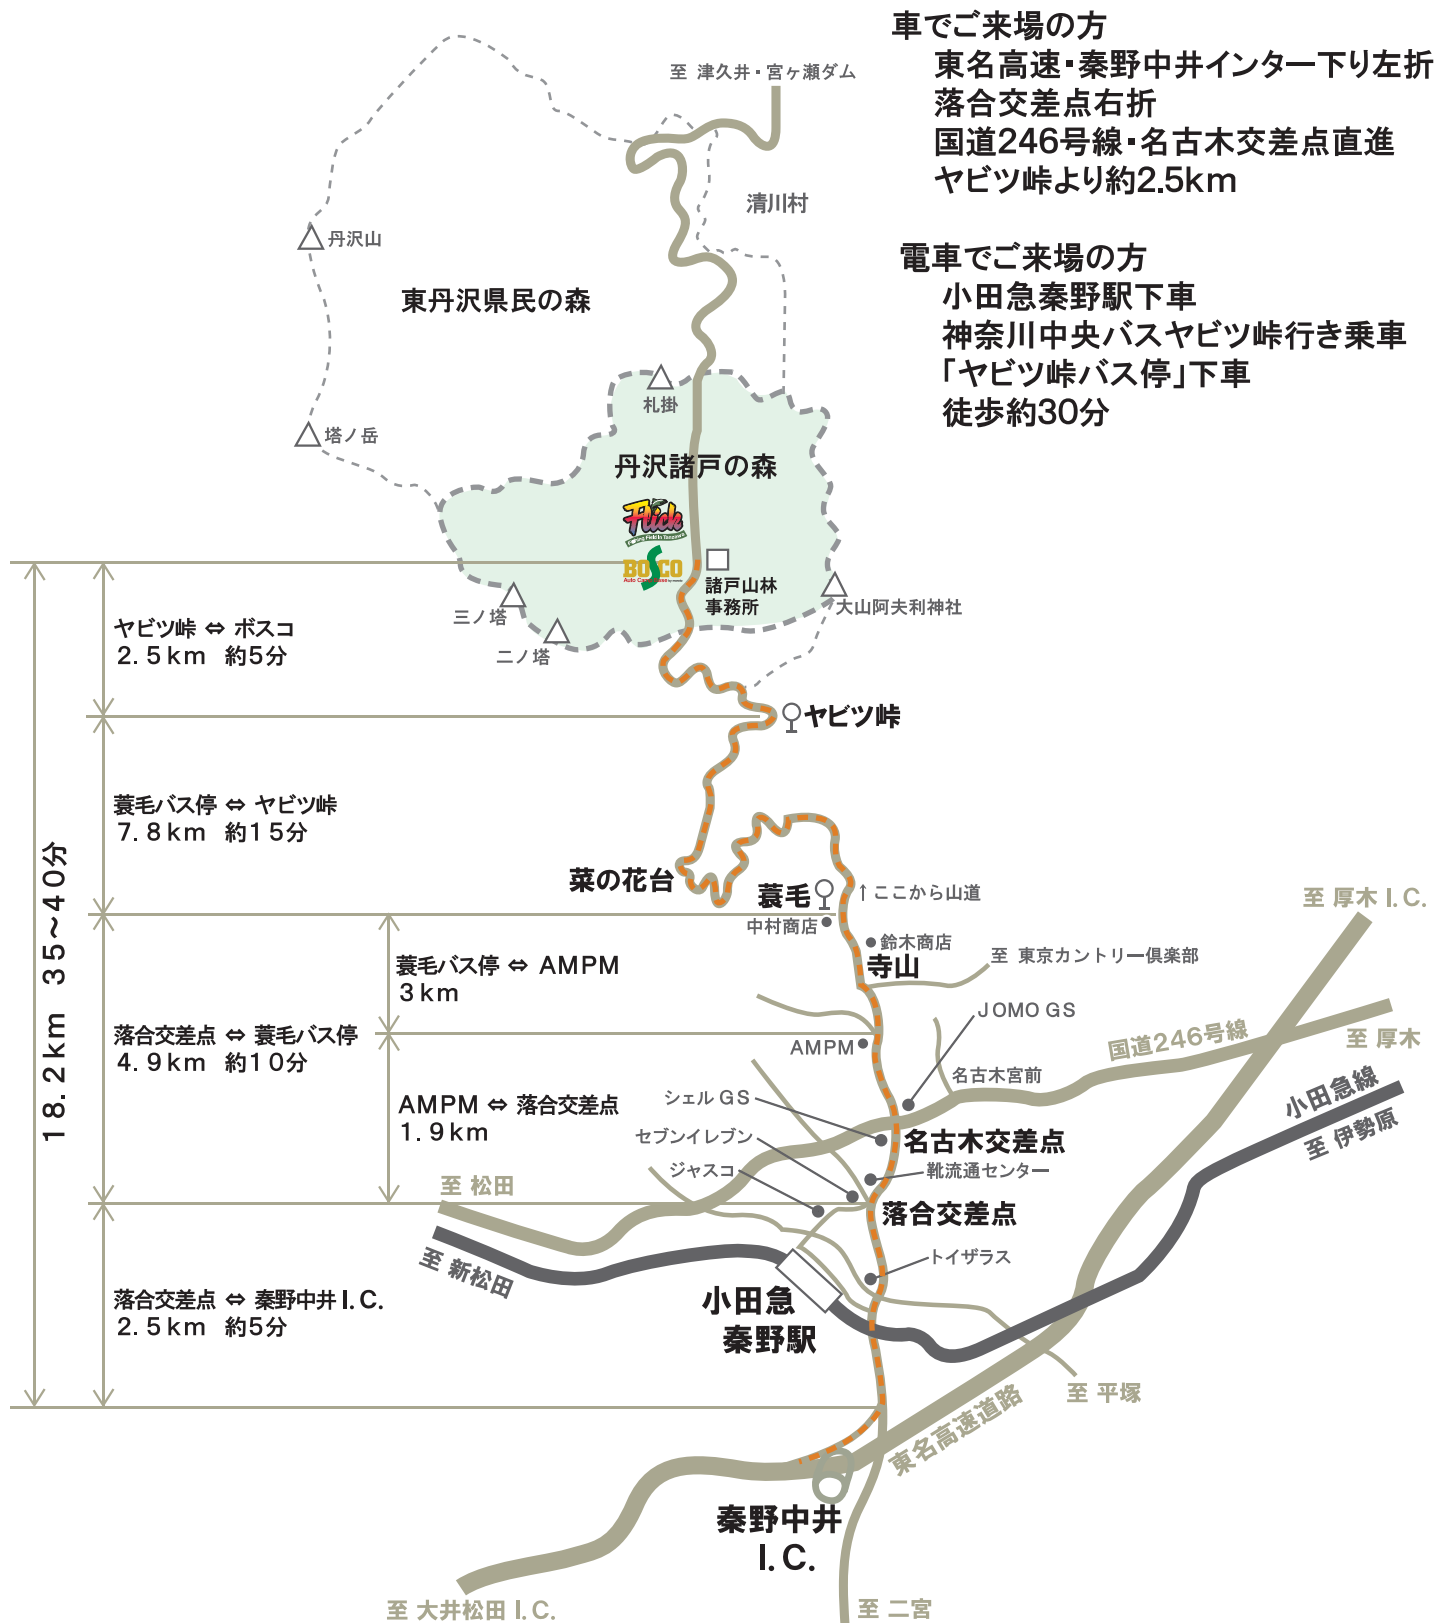 車でご来場の方
東名高速・秦野中井インター下り左折
落合交差点右折
国道246号線・名古木交差点直進
ヤビツ峠より約2.5km
電車でご来場の方
小田急秦野駅下車
神奈川中央バスヤビツ峠行き乗車
「ヤビツ峠バス停」下車
徒歩約30分
至 津久井・宮ヶ瀬ダム
清川村
丹沢山
東丹沢県民の森
札掛
塔ノ岳
丹沢諸戸の森
Flick
BOSCO
諸戸山林
事務所
三ノ塔
大山阿夫利神社
二ノ塔
ヤビツ峠 ⇔ ボスコ
2.5km 約5分
ヤビツ峠
蓑毛バス停 ⇔ ヤビツ峠
7.8km 約15分
18.2km 35~40分
菜の花台
蓑毛
↑ここから山道
中村商店
鈴木商店
寺山
至 東京カントリー倶楽部
至 厚木 I.C.
蓑毛バス停 ⇔ AMPM
3km
JOMO GS
落合交差点 ⇔ 蓑毛バス停
4.9km 約10分
AMPM
国道246号線
至 厚木
名古木宮前
小田急線
至 伊勢原
AMPM ⇔ 落合交差点
1.9km
シェル GS
セブンイレブン
名古木交差点
ジャスコ
靴流通センター
至 松田
落合交差点
至 新松田
トイザラス
落合交差点 ⇔ 秦野中井 I.C.
2.5km 約5分
小田急
秦野駅
至 平塚
東名高速道路
秦野中井
I.C.
至 大井松田 I.C.
至 二宮